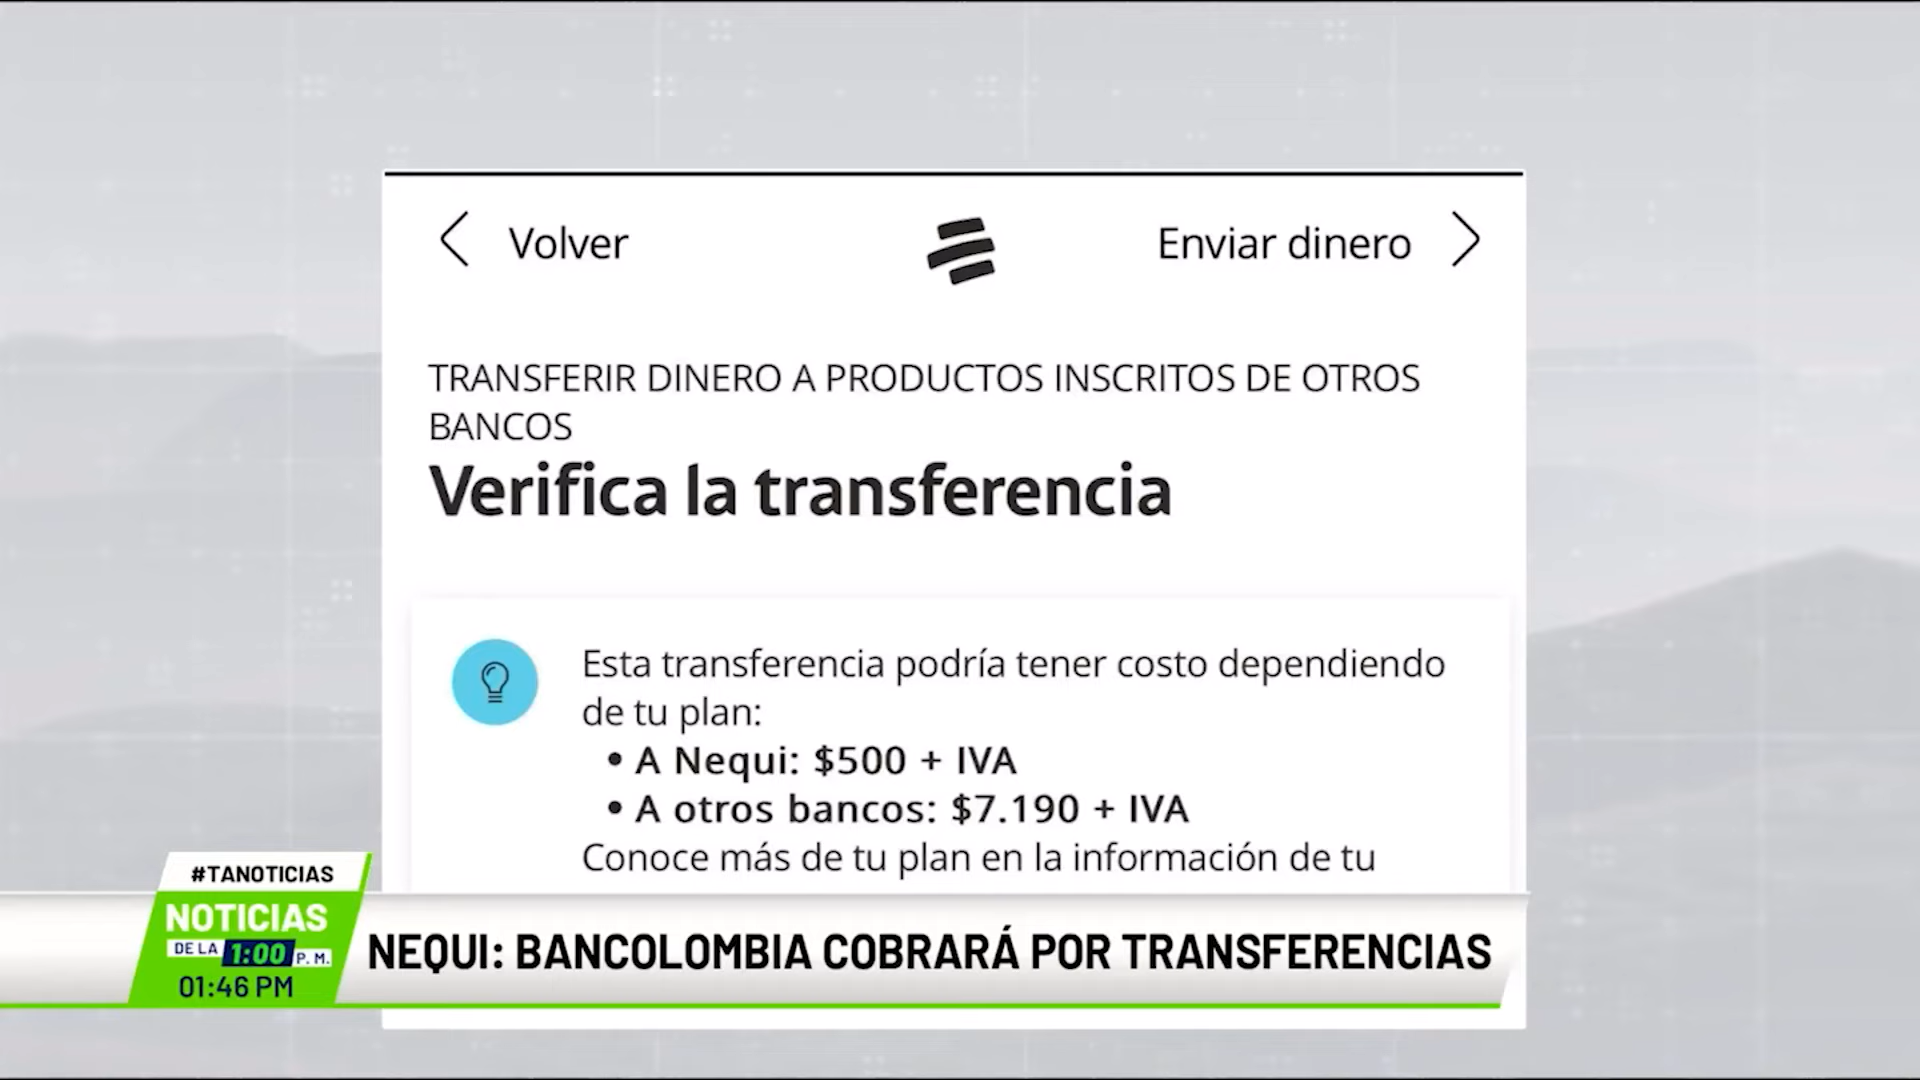 Volver
Enviar dinero
TRANSFERIR DINERO A PRODUCTOS INSCRITOS DE OTROS
BANCOS
Verifica la transferencia
Esta transferencia podría tener costo dependiendo
de tu plan:
• A Nequi: $500 + IVA
• A otros bancos: $7.190 + IVA
Conoce más de tu plan en la información de tu
#TANOTICIAS
NOTICIAS
DE LA 1:00 P. M.
01:46 PM
NEQUI: BANCOLOMBIA COBRARÁ POR TRANSFERENCIAS